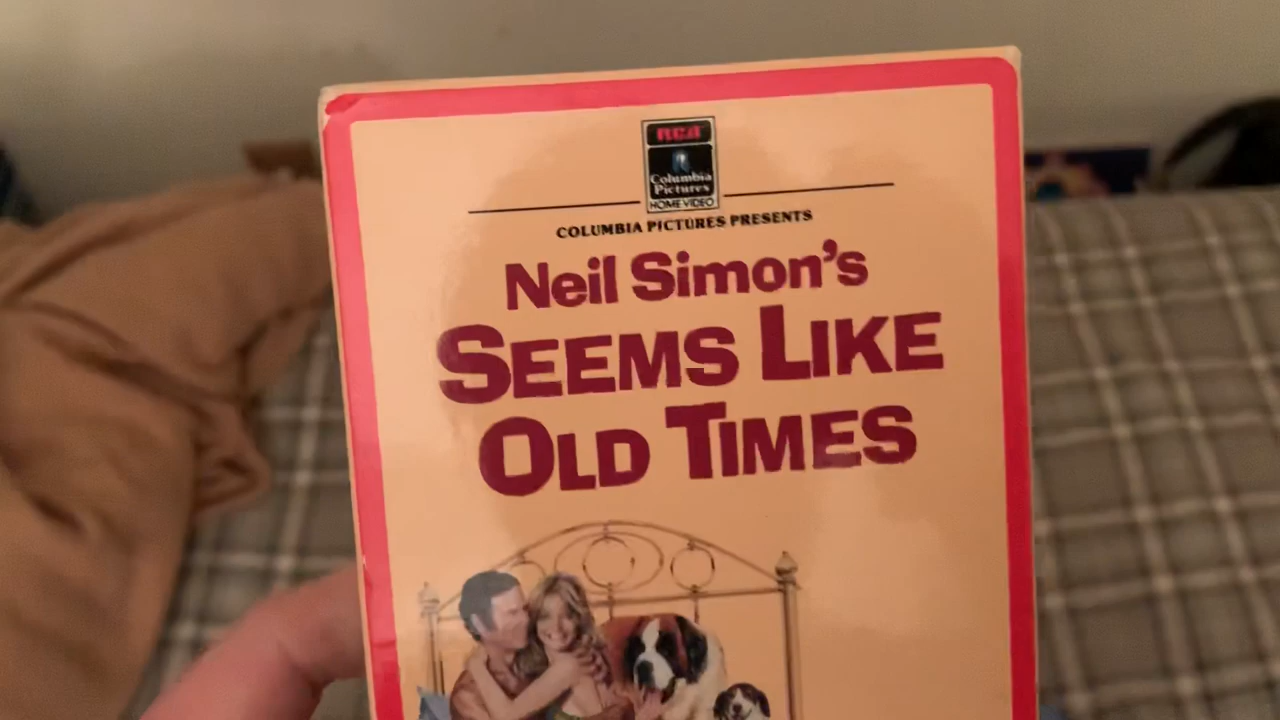 RCA
Columbia
Pictures
HOME VIDEO
COLUMBIA PICTURES PRESENTS
Neil Simon's
SEEMS LIKE
OLD TIMES